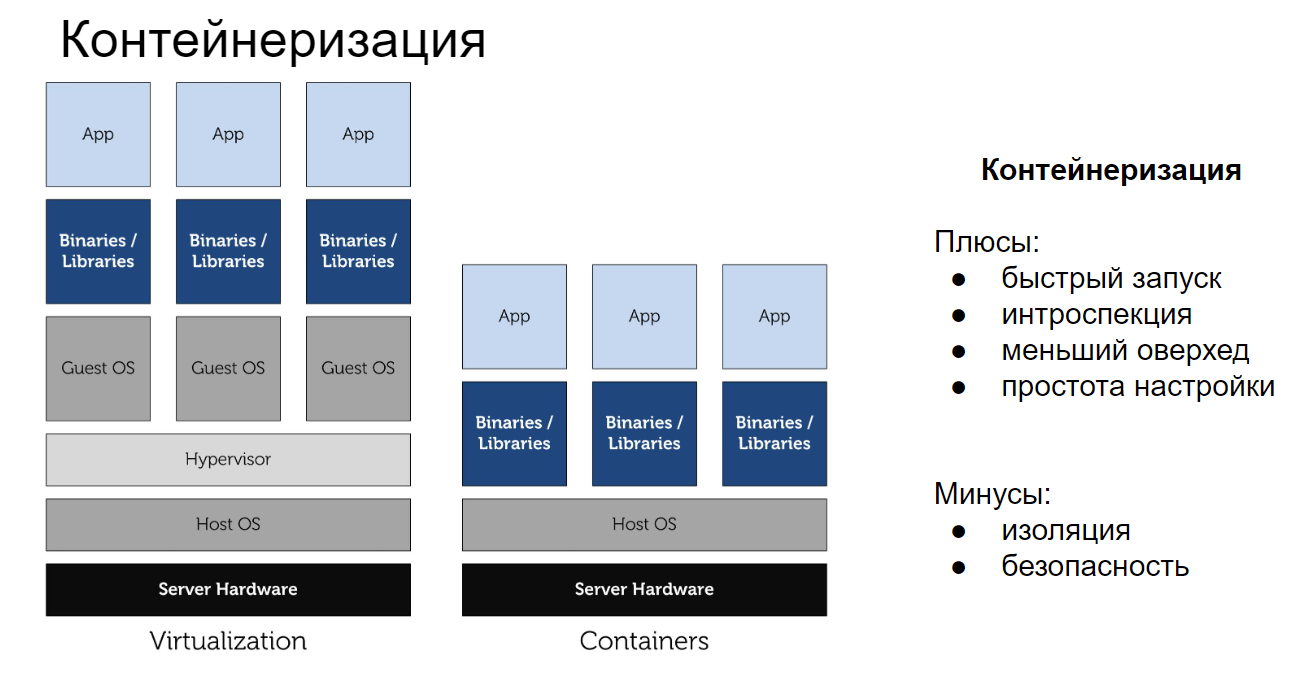 Контейнеризация
App
App
App
Binaries /
Libraries
Binaries /
Libraries
Binaries /
Libraries
Guest OS
Guest OS
Guest OS
Hypervisor
Host OS
Server Hardware
Virtualization
App
App
App
Binaries /
Libraries
Binaries /
Libraries
Binaries /
Libraries
Host OS
Server Hardware
Containers
Контейнеризация
Плюсы:
● быстрый запуск
● интроспекция
● меньший оверхед
● простота настройки
Минусы:
● изоляция
● безопасность